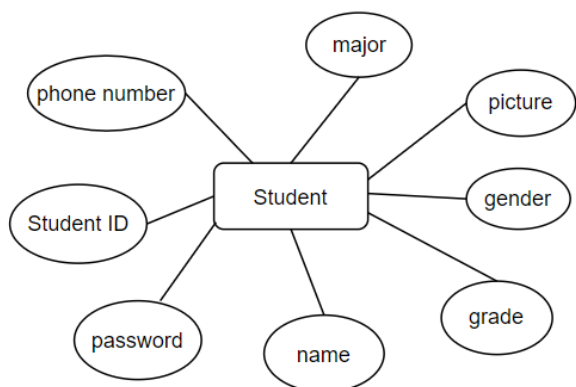 major
phone number
picture
Student
gender
Student ID
grade
password
name